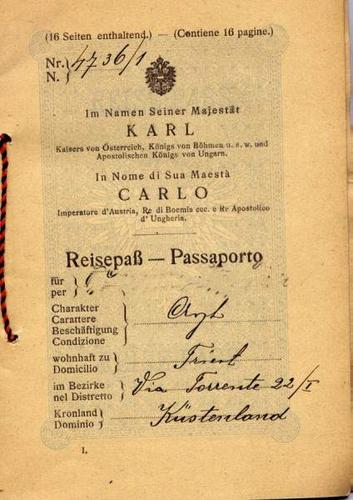 (16 Seiten enthaltend.) — (Contiene 16 pagine.)
Nr. } 4736/1
N. }
Im Namen Seiner Majestät
KARL
Kaisers von Österreich, Königs von Böhmen u. s. w. und
Apostolischen Königs von Ungarn.
In Nome di Sua Maestà
CARLO
Imperatore d'Austria, Re di Boemia ecc. e Re Apostolico
d'Ungheria.
Reisepaß — Passaporto
für }
per }
Charakter
Carattere
Beschäftigung
Condizione } Arzt
wohnhaft zu
Domicilio } Triest
im Bezirke
nel Distretto } Via Torrente 22/I
Kronland
Dominio } Küstenland
I.